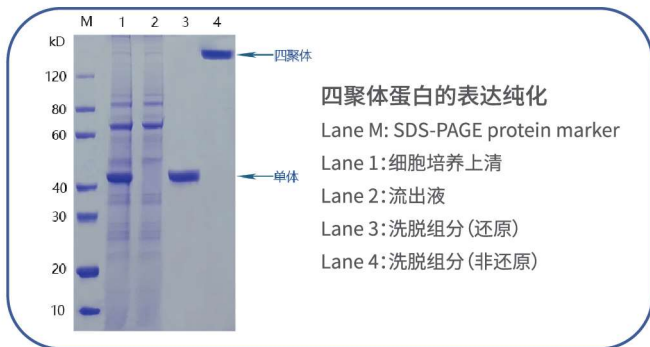 M 1 2 3 4
kD
120
80
60
40
30
20
10
四聚体
单体
四聚体蛋白的表达纯化
Lane M: SDS-PAGE protein marker
Lane 1:细胞培养上清
Lane 2:流出液
Lane 3:洗脱组分(还原)
Lane 4:洗脱组分(非还原)